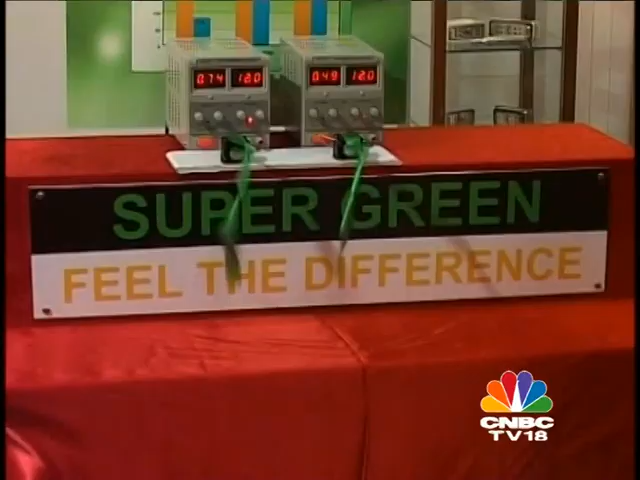 0.74 12.0 0.49 12.0
SUPER GREEN
FEEL THE DIFFERENCE
CNBC
TV18